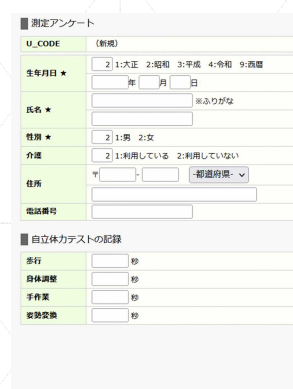 測定アンケート
U_CODE （新規）
生年月日 ★ 2 1:大正 2:昭和 3:平成 4:令和 9:西暦
年 月 日
氏名 ★ ※ふりがな
性別 ★ 2 1:男 2:女
介護 2 1:利用している 2:利用していない
住所 〒 - -都道府県-
電話番号
自立体力テストの記録
歩行 秒
身体調整 秒
手作業 秒
姿勢変換 秒